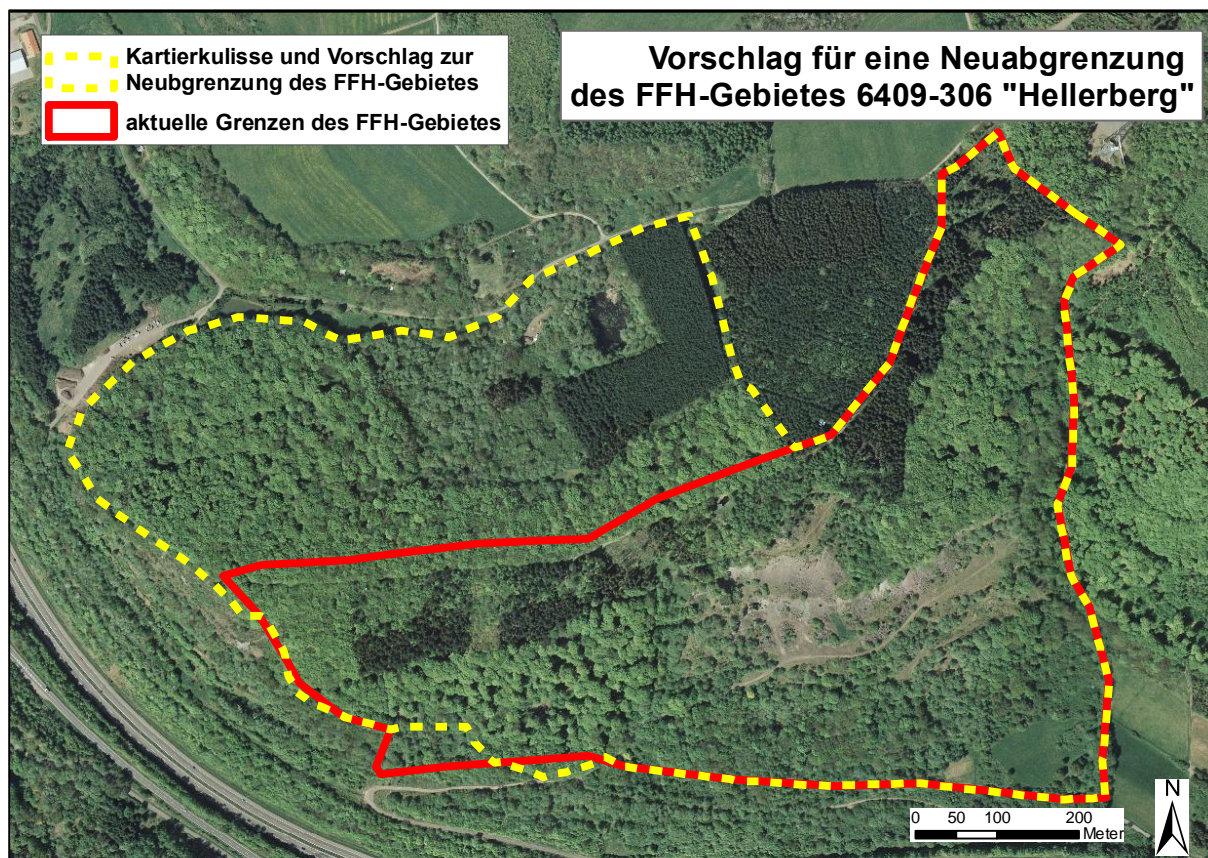 Vorschlag für eine Neuabgrenzung
des FFH-Gebietes 6409-306 "Hellerberg"
Kartierkulisse und Vorschlag zur
Neubgrenzung des FFH-Gebietes
aktuelle Grenzen des FFH-Gebietes
N
0 50 100 200
Meter